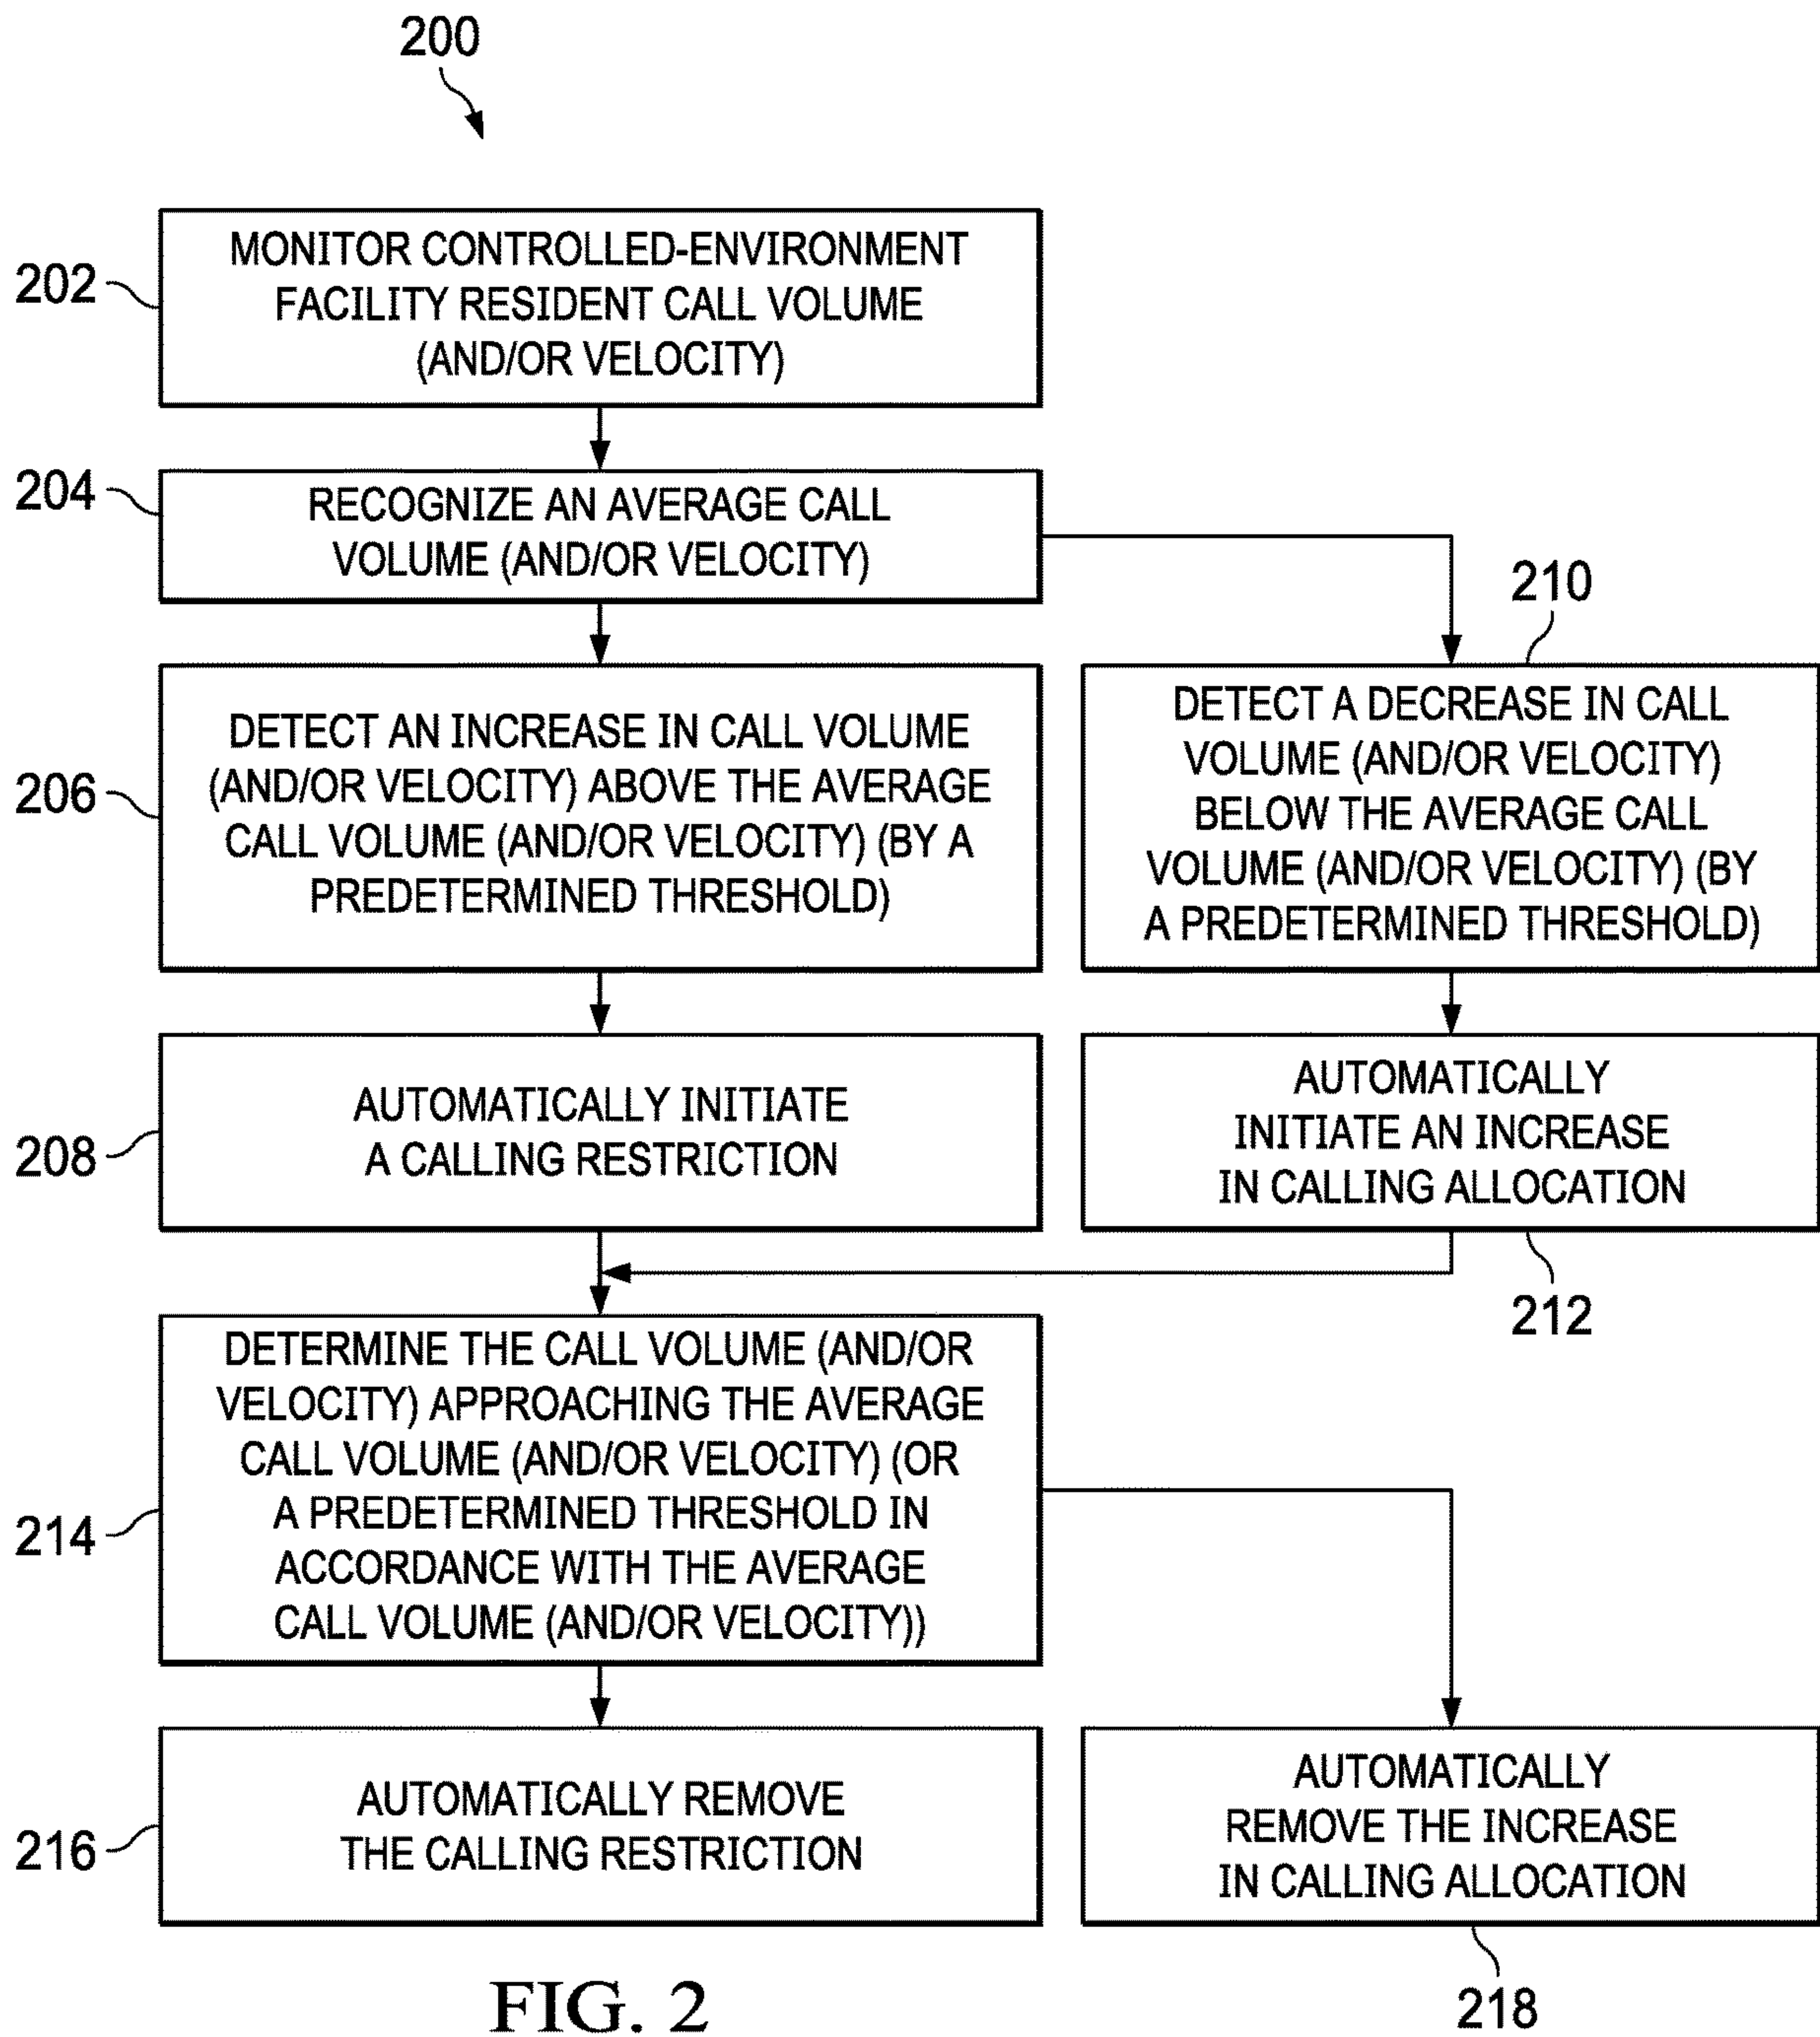 200
202
MONITOR CONTROLLED-ENVIRONMENT
FACILITY RESIDENT CALL VOLUME
(AND/OR VELOCITY)
204
RECOGNIZE AN AVERAGE CALL
VOLUME (AND/OR VELOCITY)
206
DETECT AN INCREASE IN CALL VOLUME
(AND/OR VELOCITY) ABOVE THE AVERAGE
CALL VOLUME (AND/OR VELOCITY) (BY A
PREDETERMINED THRESHOLD)
210
DETECT A DECREASE IN CALL
VOLUME (AND/OR VELOCITY)
BELOW THE AVERAGE CALL
VOLUME (AND/OR VELOCITY) (BY
A PREDETERMINED THRESHOLD)
208
AUTOMATICALLY INITIATE
A CALLING RESTRICTION
AUTOMATICALLY
INITIATE AN INCREASE
IN CALLING ALLOCATION
212
214
DETERMINE THE CALL VOLUME (AND/OR
VELOCITY) APPROACHING THE AVERAGE
CALL VOLUME (AND/OR VELOCITY) (OR
A PREDETERMINED THRESHOLD IN
ACCORDANCE WITH THE AVERAGE
CALL VOLUME (AND/OR VELOCITY))
216
AUTOMATICALLY REMOVE
THE CALLING RESTRICTION
AUTOMATICALLY
REMOVE THE INCREASE
IN CALLING ALLOCATION
218
FIG. 2